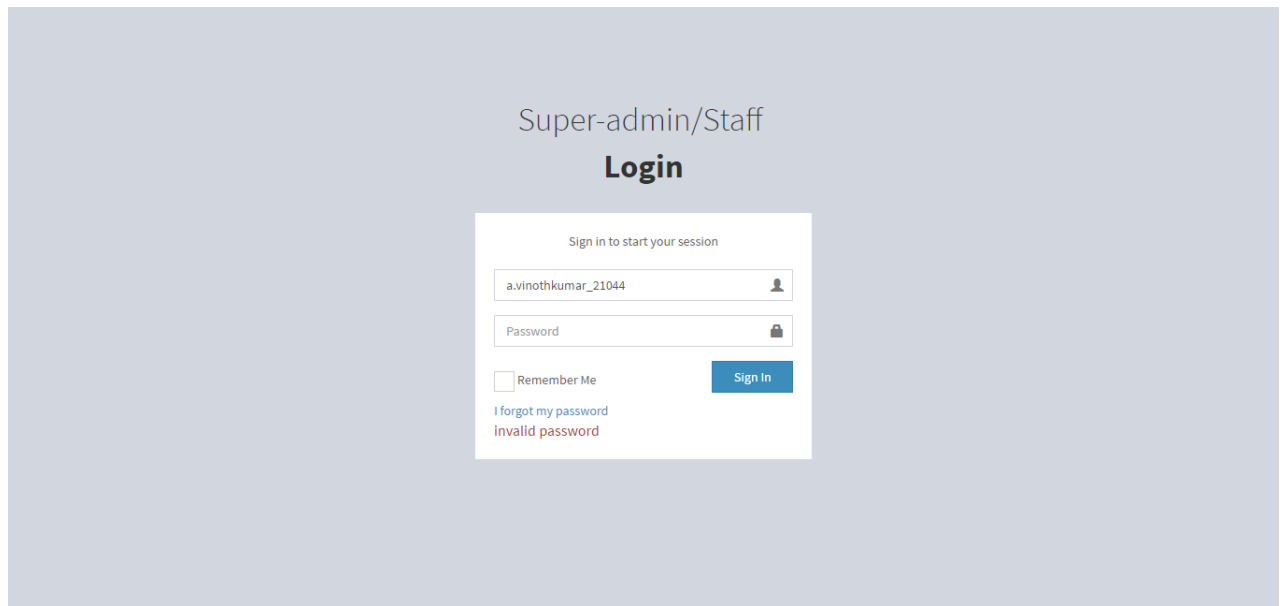 Super-admin/Staff
Login
Sign in to start your session
a.vinothkumar_21044
Password
Remember Me
Sign In
I forgot my password
invalid password